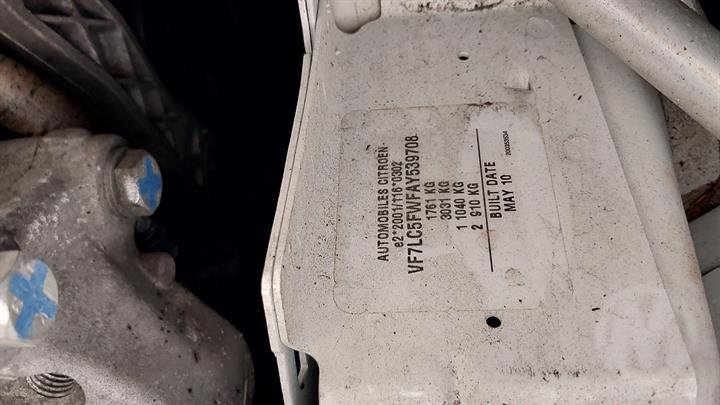 AUTOMOBILES CITROEN
e2*2001/116*0302
VF7LC5FWFAY539708
1761 KG
3031 KG
1 1040 KG
2 910 KG
BUILT DATE
MAY 10